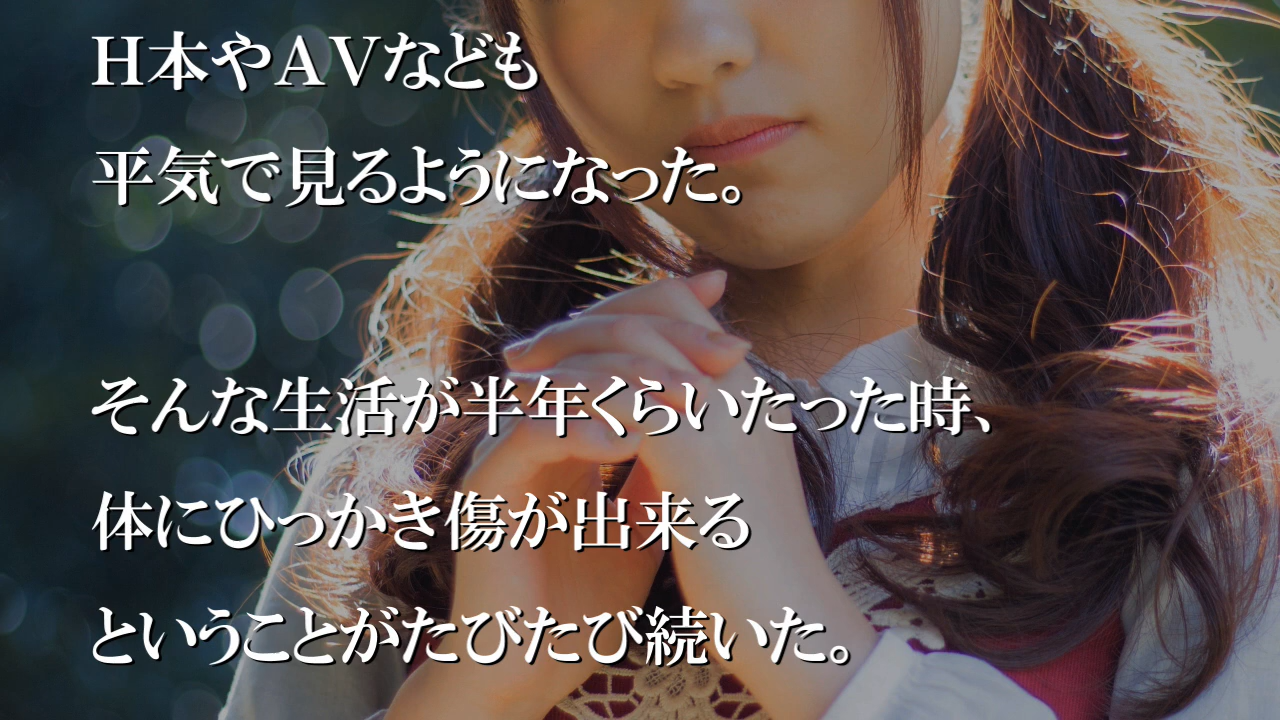 Ｈ本やＡＶなども
平気で見るようになった。
そんな生活が半年くらいたった時、
体にひっかき傷が出来る
ということがたびたび続いた。